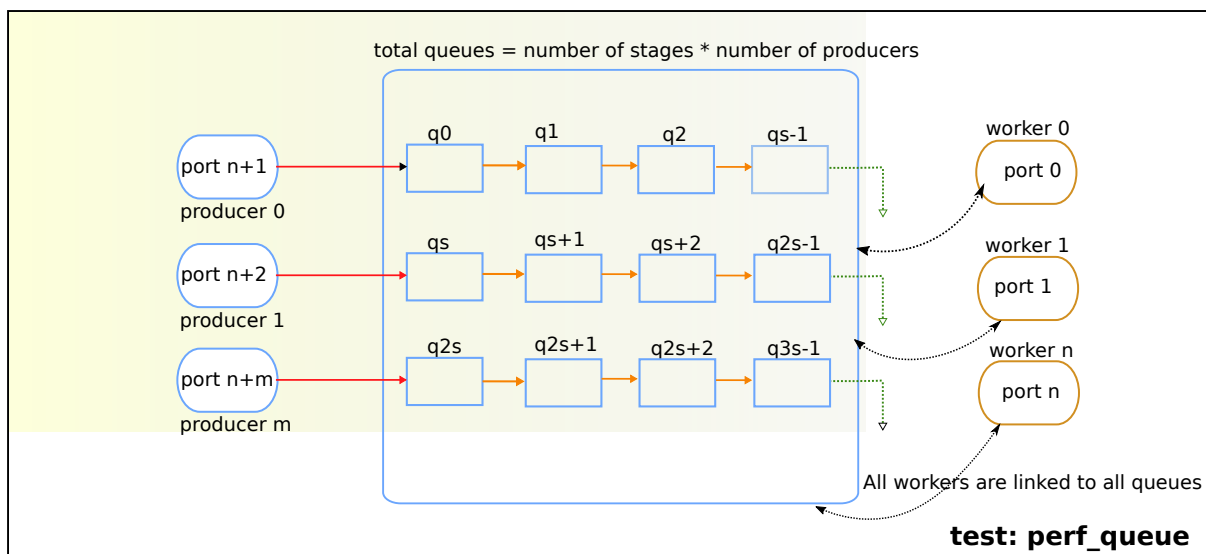 total queues = number of stages * number of producers
q0
q1
q2
qs-1
worker 0
port n+1
port 0
producer 0
qs
qs+1
qs+2
q2s-1
worker 1
port n+2
port 1
producer 1
q2s
q2s+1
q2s+2
q3s-1
worker n
port n+m
port n
producer m
All workers are linked to all queues
test: perf_queue